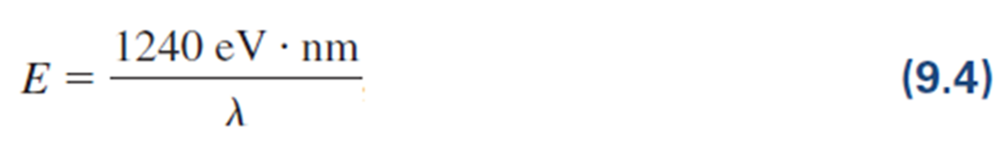 E = 1240 eV · nm / λ (9.4)